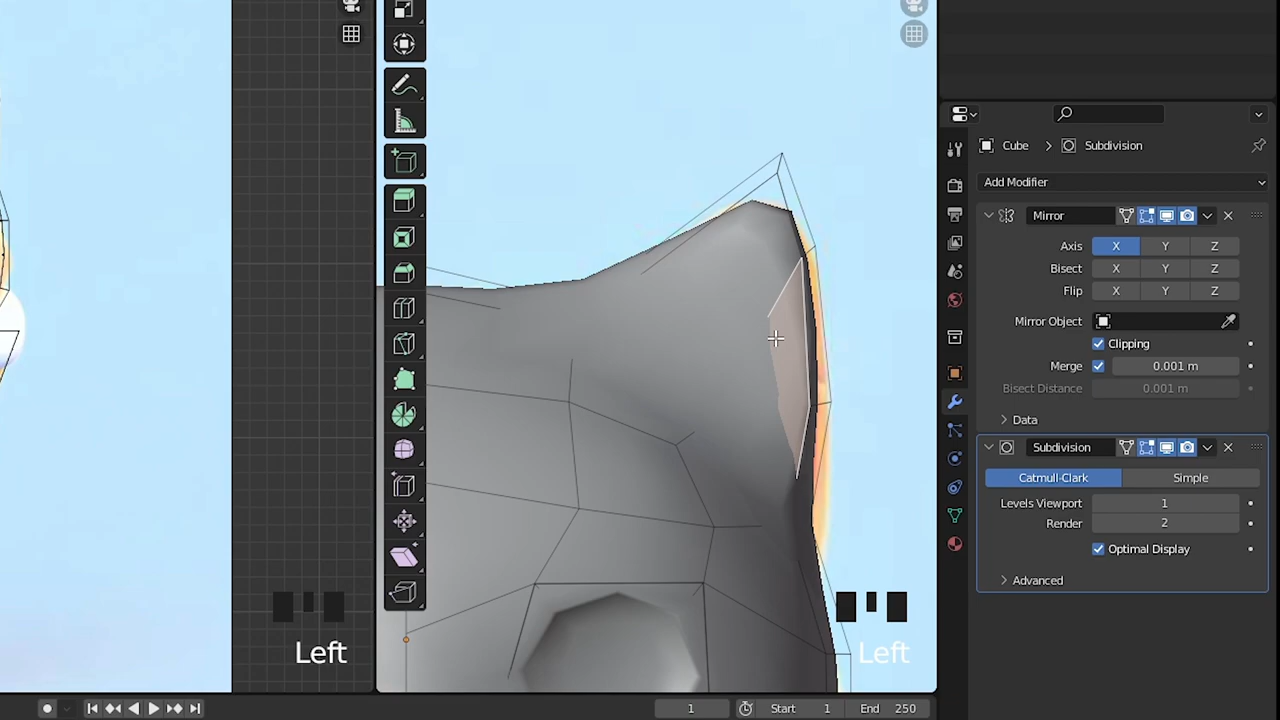 Cube > Subdivision
Add Modifier
Mirror
Axis X Y Z
Bisect X Y Z
Flip X Y Z
Mirror Object
Clipping
Merge 0.001 m
Bisect Distance 0.001 m
Data
Subdivision
Catmull-Clark Simple
Levels Viewport 1
Render 2
Optimal Display
Advanced
Left
Left
1 Start 1 End 250